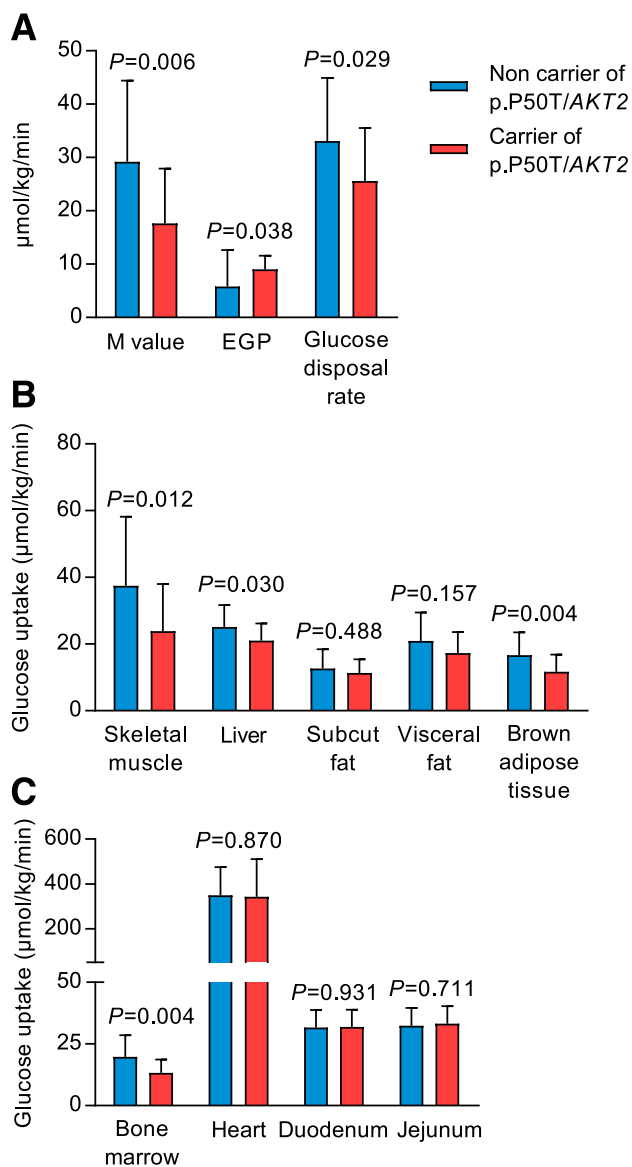 A
µmol/kg/min
50
40
30
20
10
0
P=0.006
P=0.038
P=0.029
M value
EGP
Glucose
disposal
rate
Non carrier of
p.P50T/AKT2
Carrier of
p.P50T/AKT2
B
Glucose uptake (µmol/kg/min)
80
60
40
20
0
P=0.012
P=0.030
P=0.488
P=0.157
P=0.004
Skeletal
muscle
Liver
Subcut
fat
Visceral
fat
Brown
adipose
tissue
C
Glucose uptake (µmol/kg/min)
600
400
200
50
25
0
P=0.004
P=0.870
P=0.931
P=0.711
Bone
marrow
Heart
Duodenum
Jejunum